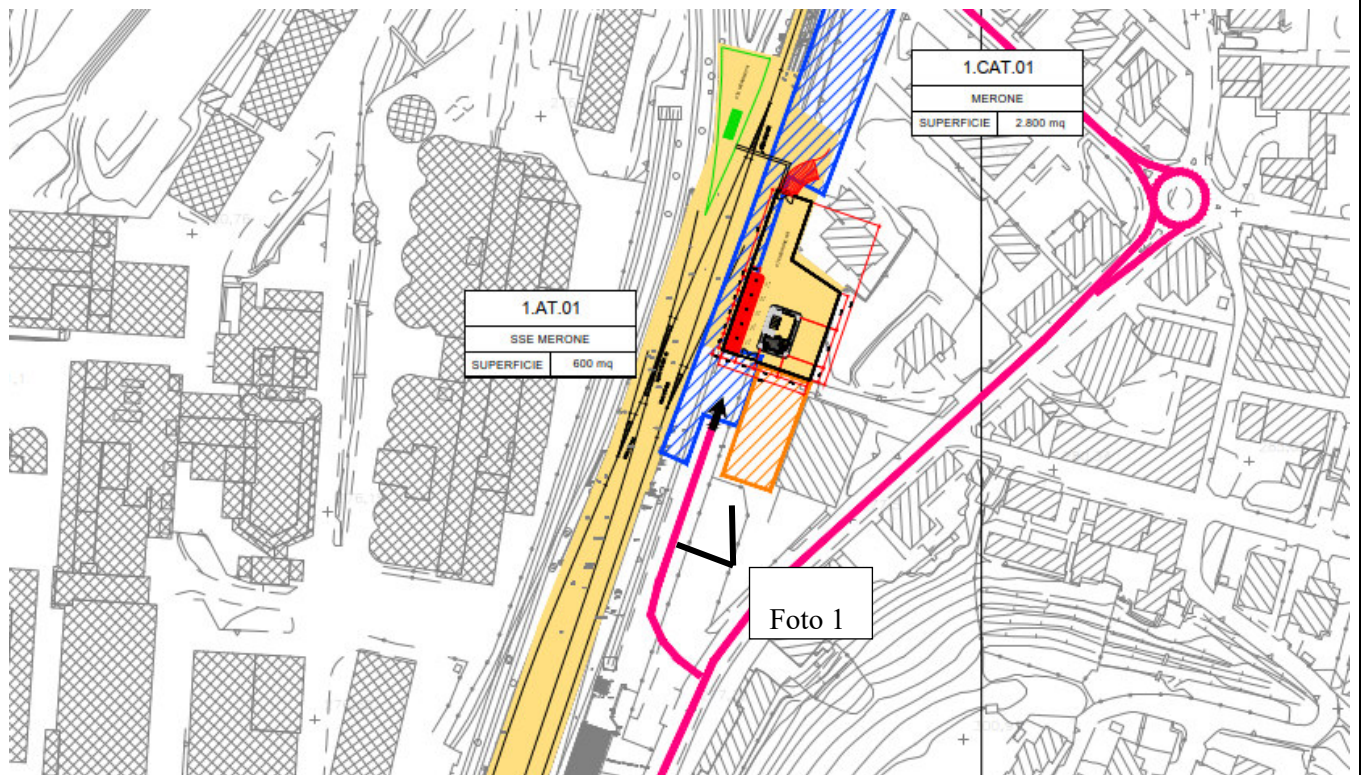 1.CAT.01
MERONE
SUPERFICIE 2.800 mq
1.AT.01
SSE MERONE
SUPERFICIE 600 mq
Foto 1